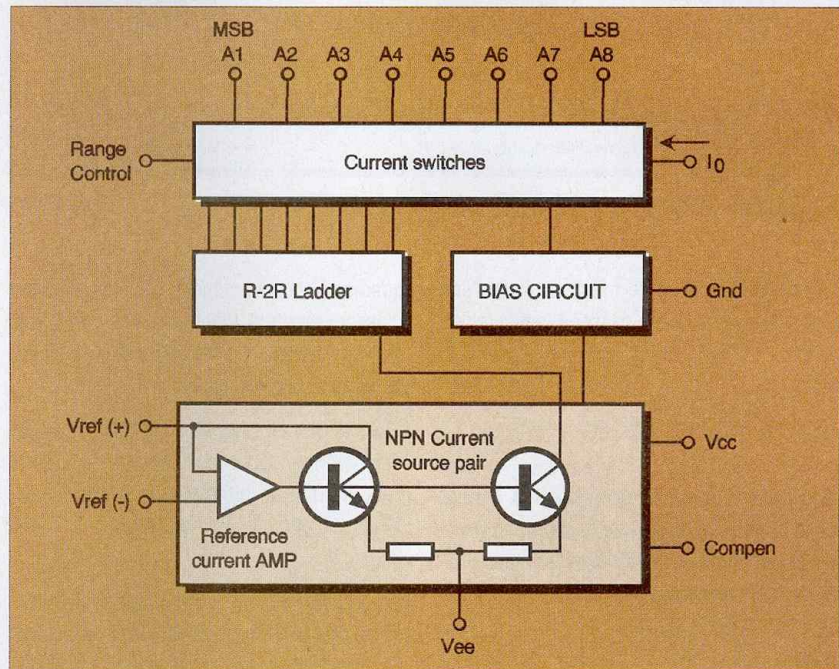 MSB LSB
A1 A2 A3 A4 A5 A6 A7 A8
Range
Control
Current switches
I0
R-2R Ladder
BIAS CIRCUIT
Gnd
Vref (+)
NPN Current
source pair
Vcc
Vref (-)
Reference
current AMP
Compen
Vee